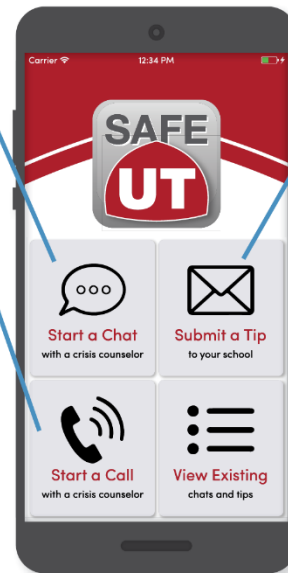 Carrier 12:34 PM
SAFE
UT
Start a Chat
with a crisis counselor
Submit a Tip
to your school
Start a Call
with a crisis counselor
View Existing
chats and tips